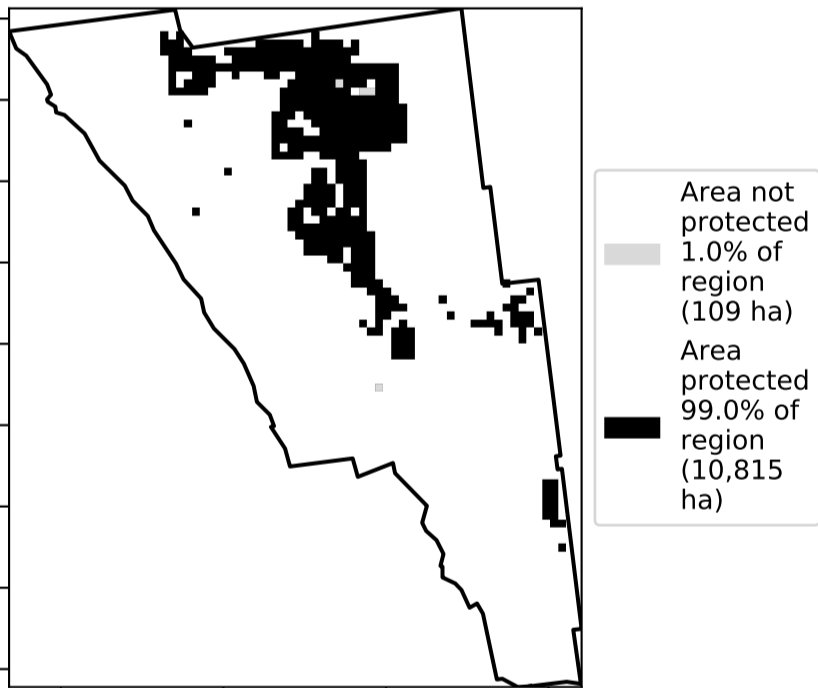 Area not
protected
1.0% of
region
(109 ha)
Area
protected
99.0% of
region
(10,815
ha)